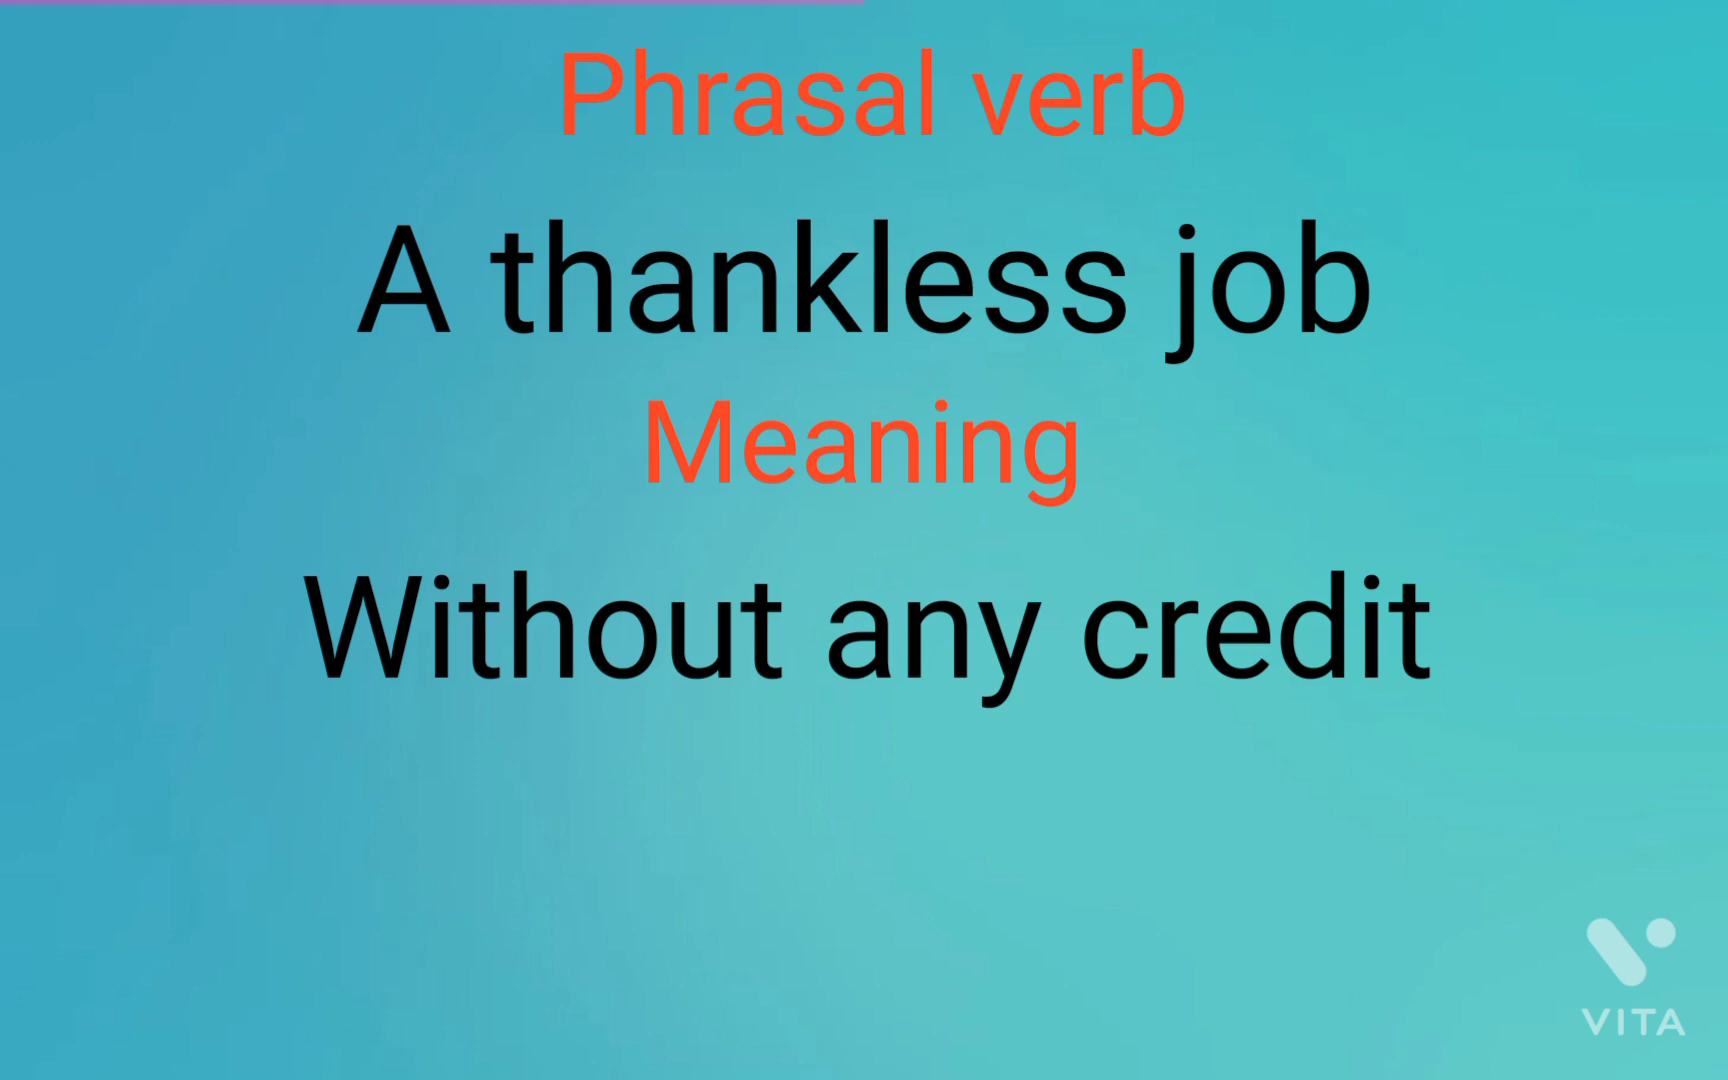 Phrasal verb
A thankless job
Meaning
Without any credit
VITA